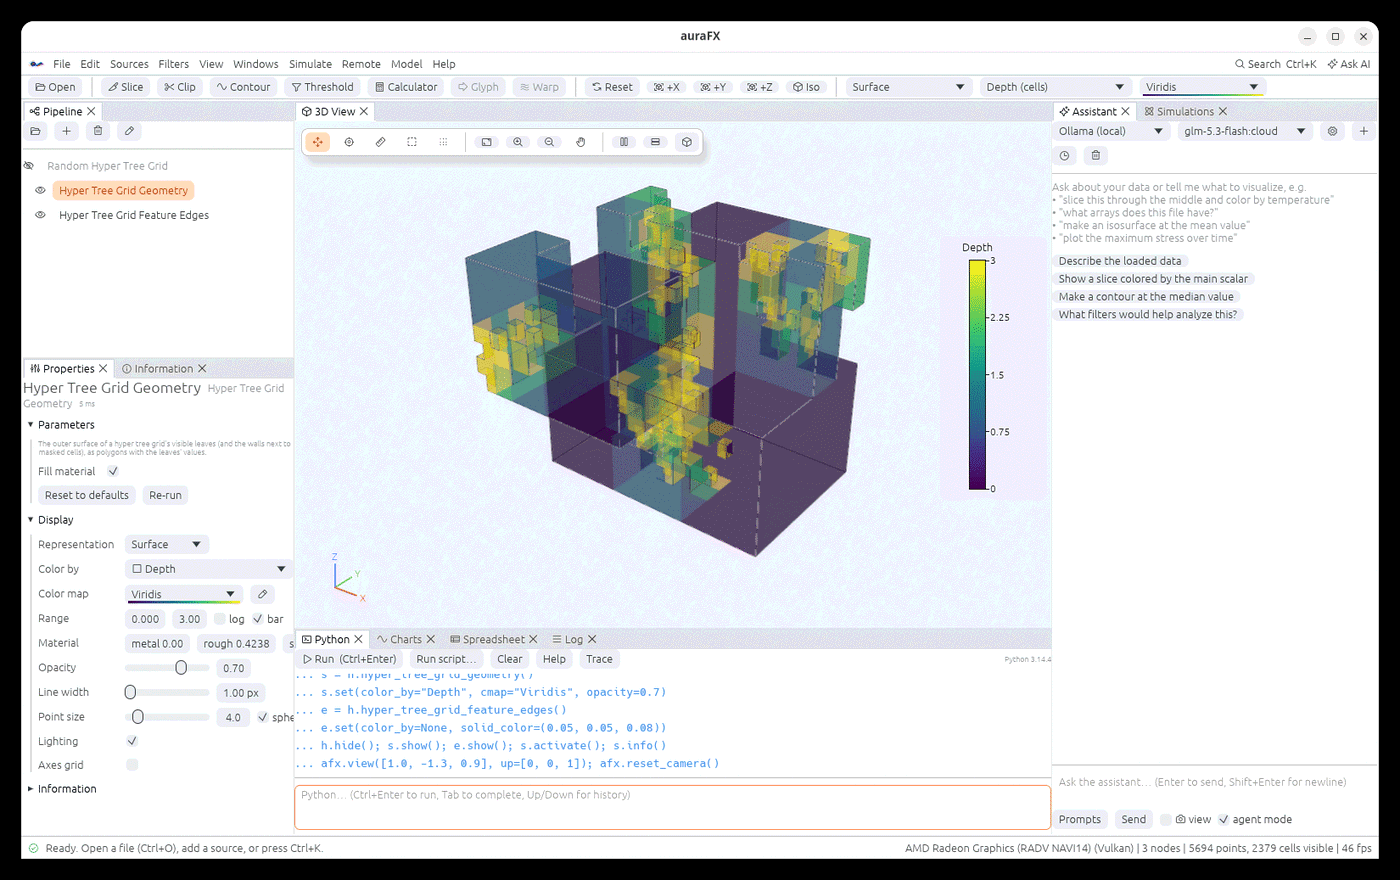 auraFX
File Edit Sources Filters View Windows Simulate Remote Model Help
Search Ctrl+K Ask AI
Open Slice Clip Contour Threshold Calculator Glyph Warp Reset +X +Y +Z Iso Surface Depth (cells) Viridis
Pipeline
Random Hyper Tree Grid
Hyper Tree Grid Geometry
Hyper Tree Grid Feature Edges
Properties Information
Hyper Tree Grid Geometry Hyper Tree Grid
Geometry 5 ms
Parameters
The outer surface of a hyper tree grid's visible leaves (and the walls next to
masked cells), as polygons with the leaves' values.
Fill material
Reset to defaults Re-run
Display
Representation Surface
Color by Depth
Color map Viridis
Range 0.000 3.00 log bar
Material metal 0.00 rough 0.4238 s
Opacity 0.70
Line width 1.00 px
Point size 4.0 sphe
Lighting
Axes grid
Information
3D View
Depth
3
2.25
1.5
0.75
0
Z
Y
X
Python Charts Spreadsheet Log
Run (Ctrl+Enter) Run script... Clear Help Trace Python 3.14.4
... s = h.hyper_tree_grid_geometry()
... s.set(color_by="Depth", cmap="Viridis", opacity=0.7)
... e = h.hyper_tree_grid_feature_edges()
... e.set(color_by=None, solid_color=(0.05, 0.05, 0.08))
... h.hide(); s.show(); e.show(); s.activate(); s.info()
... afx.view([1.0, -1.3, 0.9], up=[0, 0, 1]); afx.reset_camera()
Python... (Ctrl+Enter to run, Tab to complete, Up/Down for history)
Assistant Simulations
Ollama (local) glm-5.3-flash:cloud
Ask about your data or tell me what to visualize, e.g.
• "slice this through the middle and color by temperature"
• "what arrays does this file have?"
• "make an isosurface at the mean value"
• "plot the maximum stress over time"
Describe the loaded data
Show a slice colored by the main scalar
Make a contour at the median value
What filters would help analyze this?
Ask the assistant... (Enter to send, Shift+Enter for newline)
Prompts Send view agent mode
Ready. Open a file (Ctrl+O), add a source, or press Ctrl+K.
AMD Radeon Graphics (RADV NAVI14) (Vulkan) | 3 nodes | 5694 points, 2379 cells visible | 46 fps